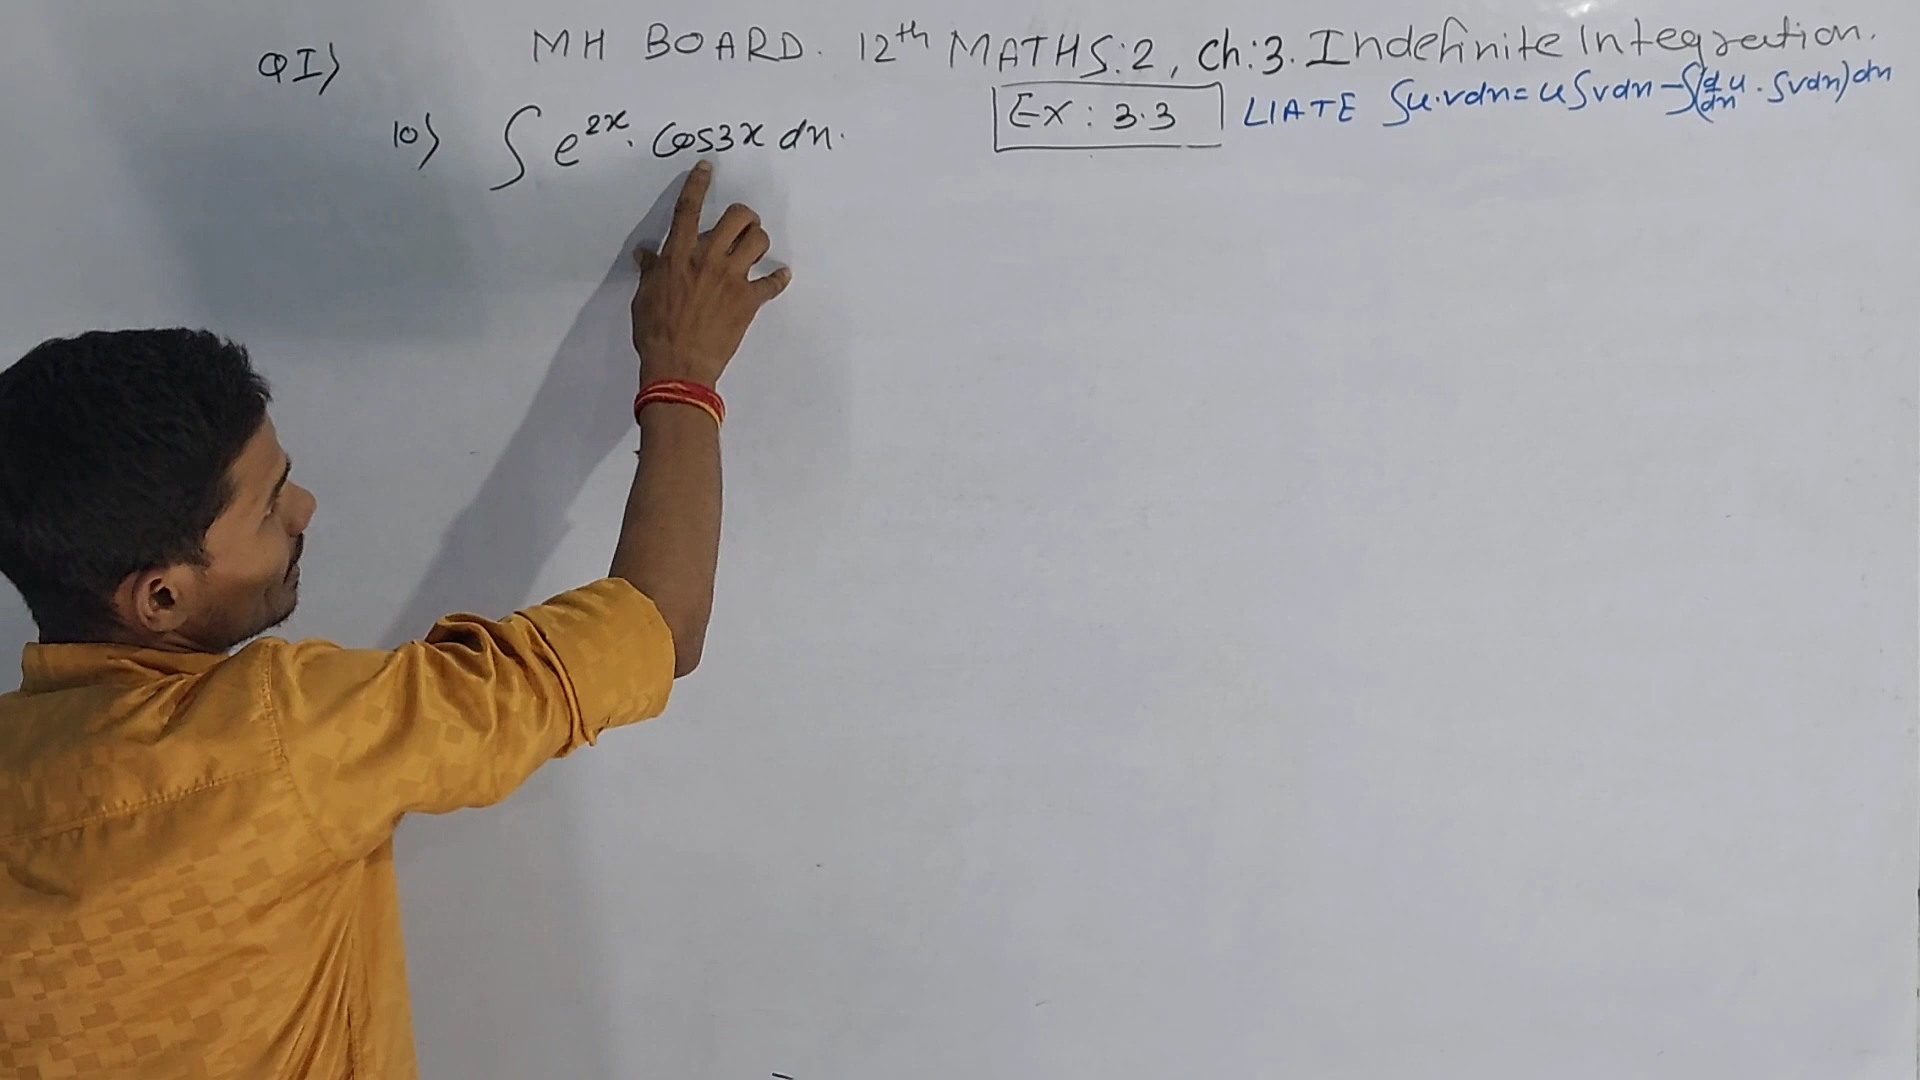 MH BOARD. 12th MATHS:2, Ch:3. Indefinite Integration.
QI)
Ex : 3.3 LIATE ∫u.vdx = u∫vdx - ∫(d/dx u . ∫vdx)dx
10) ∫ e^2x . Cos3x dx.